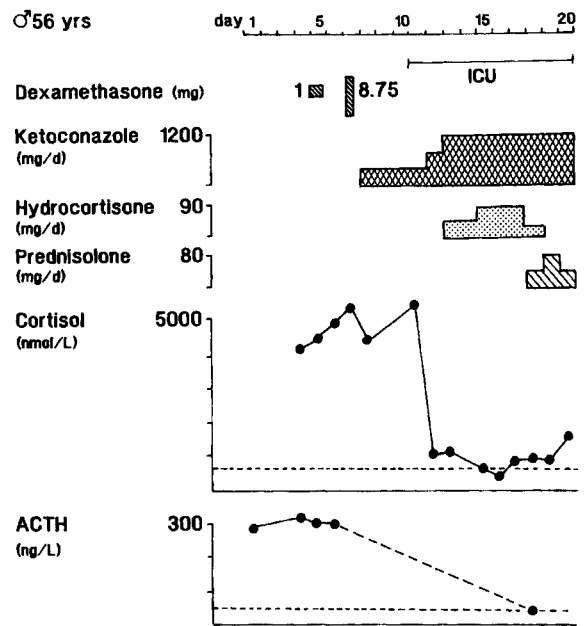 ♂56 yrs
day 1 5 10 15 20
ICU
Dexamethasone (mg) 1 8.75
Ketoconazole 1200
(mg/d)
Hydrocortisone 90
(mg/d)
Prednisolone 80
(mg/d)
Cortisol 5000
(nmol/L)
ACTH 300
(ng/L)